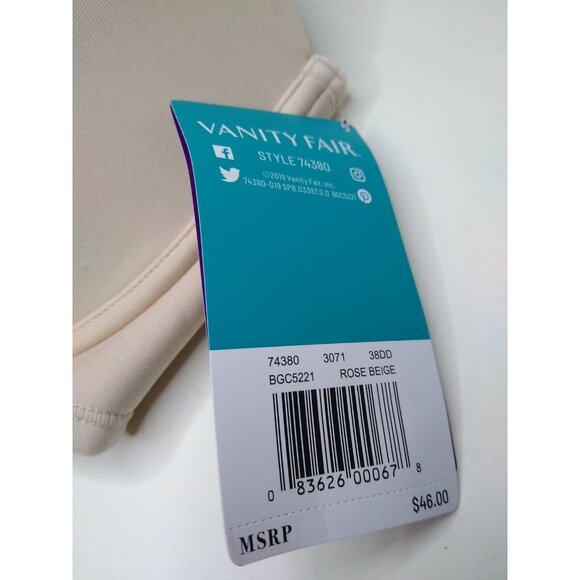 VANITY FAIR
STYLE 74380
©2019 Vanity Fair, Inc.
74380-G19 SPB.03397.0.0 BGC5221
74380 3071 38DD
BGC5221 ROSE BEIGE
0 83626 00067 8
MSRP $46.00